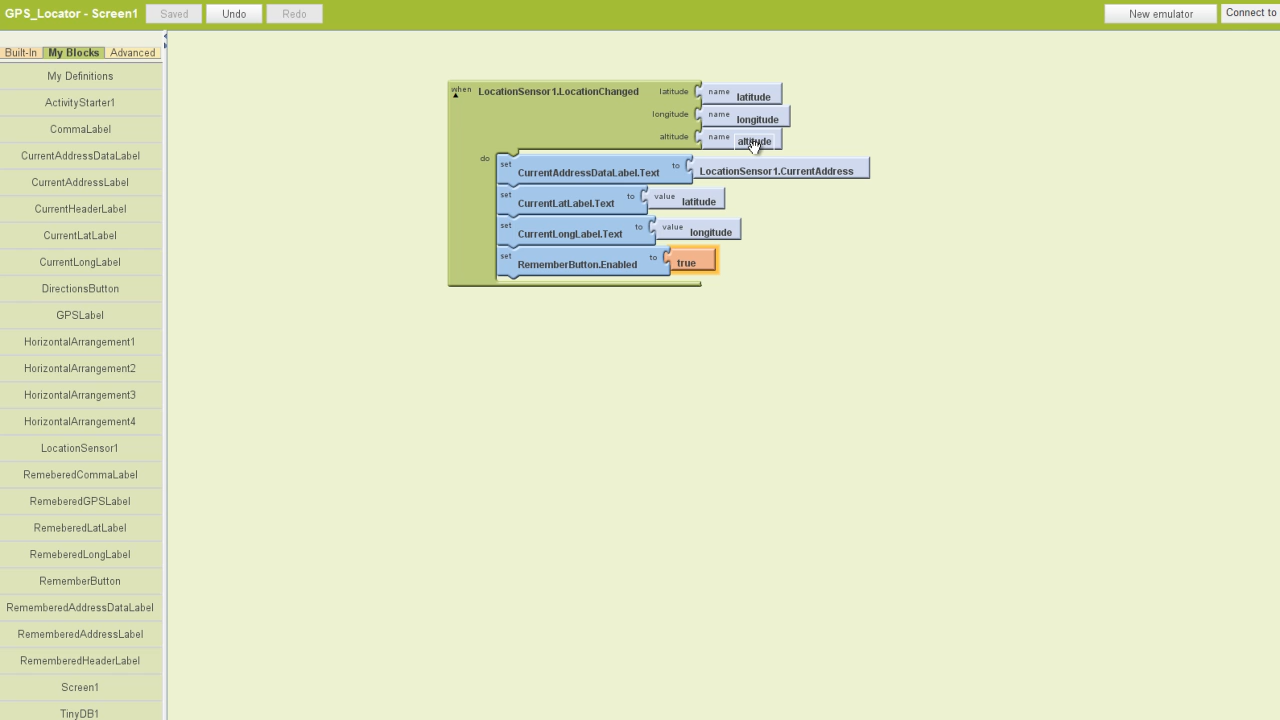 GPS_Locator - Screen1
Saved
Undo
Redo
New emulator
Connect to
Built-In
My Blocks
Advanced
My Definitions
ActivityStarter1
CommaLabel
CurrentAddressDataLabel
CurrentAddressLabel
CurrentHeaderLabel
CurrentLatLabel
CurrentLongLabel
DirectionsButton
GPSLabel
HorizontalArrangement1
HorizontalArrangement2
HorizontalArrangement3
HorizontalArrangement4
LocationSensor1
RemeberedCommaLabel
RemeberedGPSLabel
RemeberedLatLabel
RemeberedLongLabel
RememberButton
RememberedAddressDataLabel
RememberedAddressLabel
RememberedHeaderLabel
Screen1
TinyDB1
when LocationSensor1.LocationChanged latitude name latitude
longitude name longitude
altitude name altitude
do
set CurrentAddressDataLabel.Text to LocationSensor1.CurrentAddress
set CurrentLatLabel.Text to value latitude
set CurrentLongLabel.Text to value longitude
set RememberButton.Enabled to true